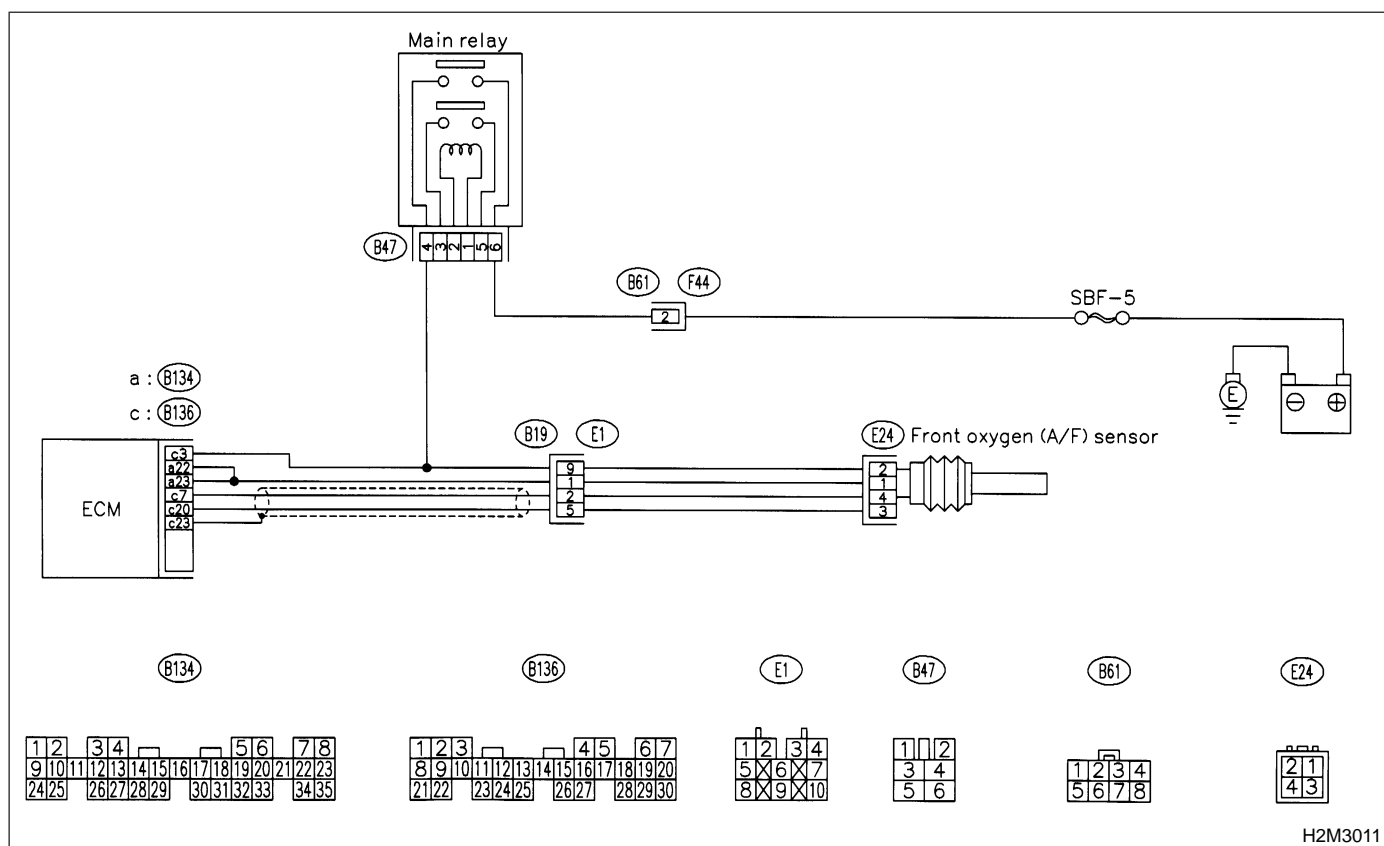 Main relay
B47
4 3 2 1 5 6
B61 F44
2
SBF-5
E
⊖ ⊕
a : B134
c : B136
B19 E1
E24 Front oxygen (A/F) sensor
ECM
c3
a22
a23
c7
c20
c23
9
1
2
5
2
1
4
3
B134
1 2 3 4 5 6 7 8
9 10 11 12 13 14 15 16 17 18 19 20 21 22 23
24 25 26 27 28 29 30 31 32 33 34 35
B136
1 2 3 4 5 6 7
8 9 10 11 12 13 14 15 16 17 18 19 20
21 22 23 24 25 26 27 28 29 30
E1
1 2 3 4
5 6 7
8 9 10
B47
1 2
3 4
5 6
B61
1 2 3 4
5 6 7 8
E24
2 1
4 3
H2M3011